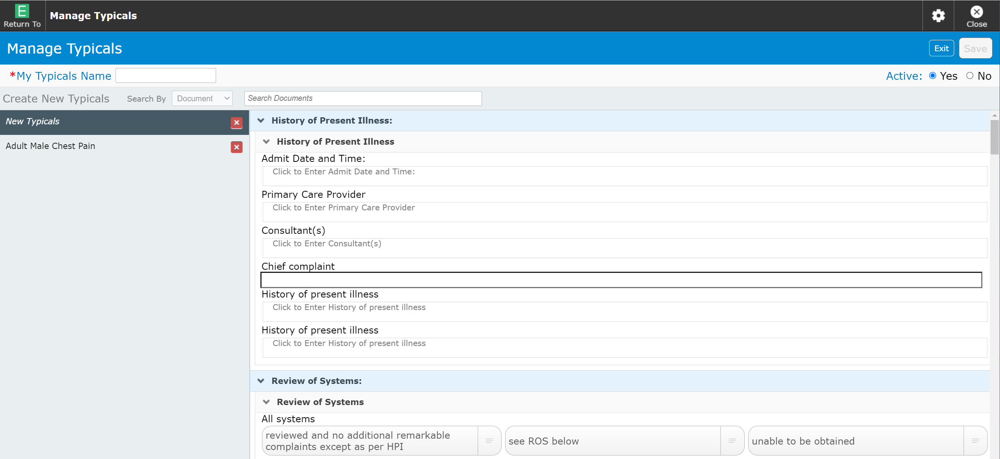 E
Return To
Manage Typicals
Close
Manage Typicals
Exit
Save
*My Typicals Name
Active: Yes No
Create New Typicals
Search By
Document
Search Documents
New Typicals
Adult Male Chest Pain
History of Present Illness:
History of Present Illness
Admit Date and Time:
Click to Enter Admit Date and Time:
Primary Care Provider
Click to Enter Primary Care Provider
Consultant(s)
Click to Enter Consultant(s)
Chief complaint
History of present illness
Click to Enter History of present illness
History of present illness
Click to Enter History of present illness
Review of Systems:
Review of Systems
All systems
reviewed and no additional remarkable
complaints except as per HPI
see ROS below
unable to be obtained